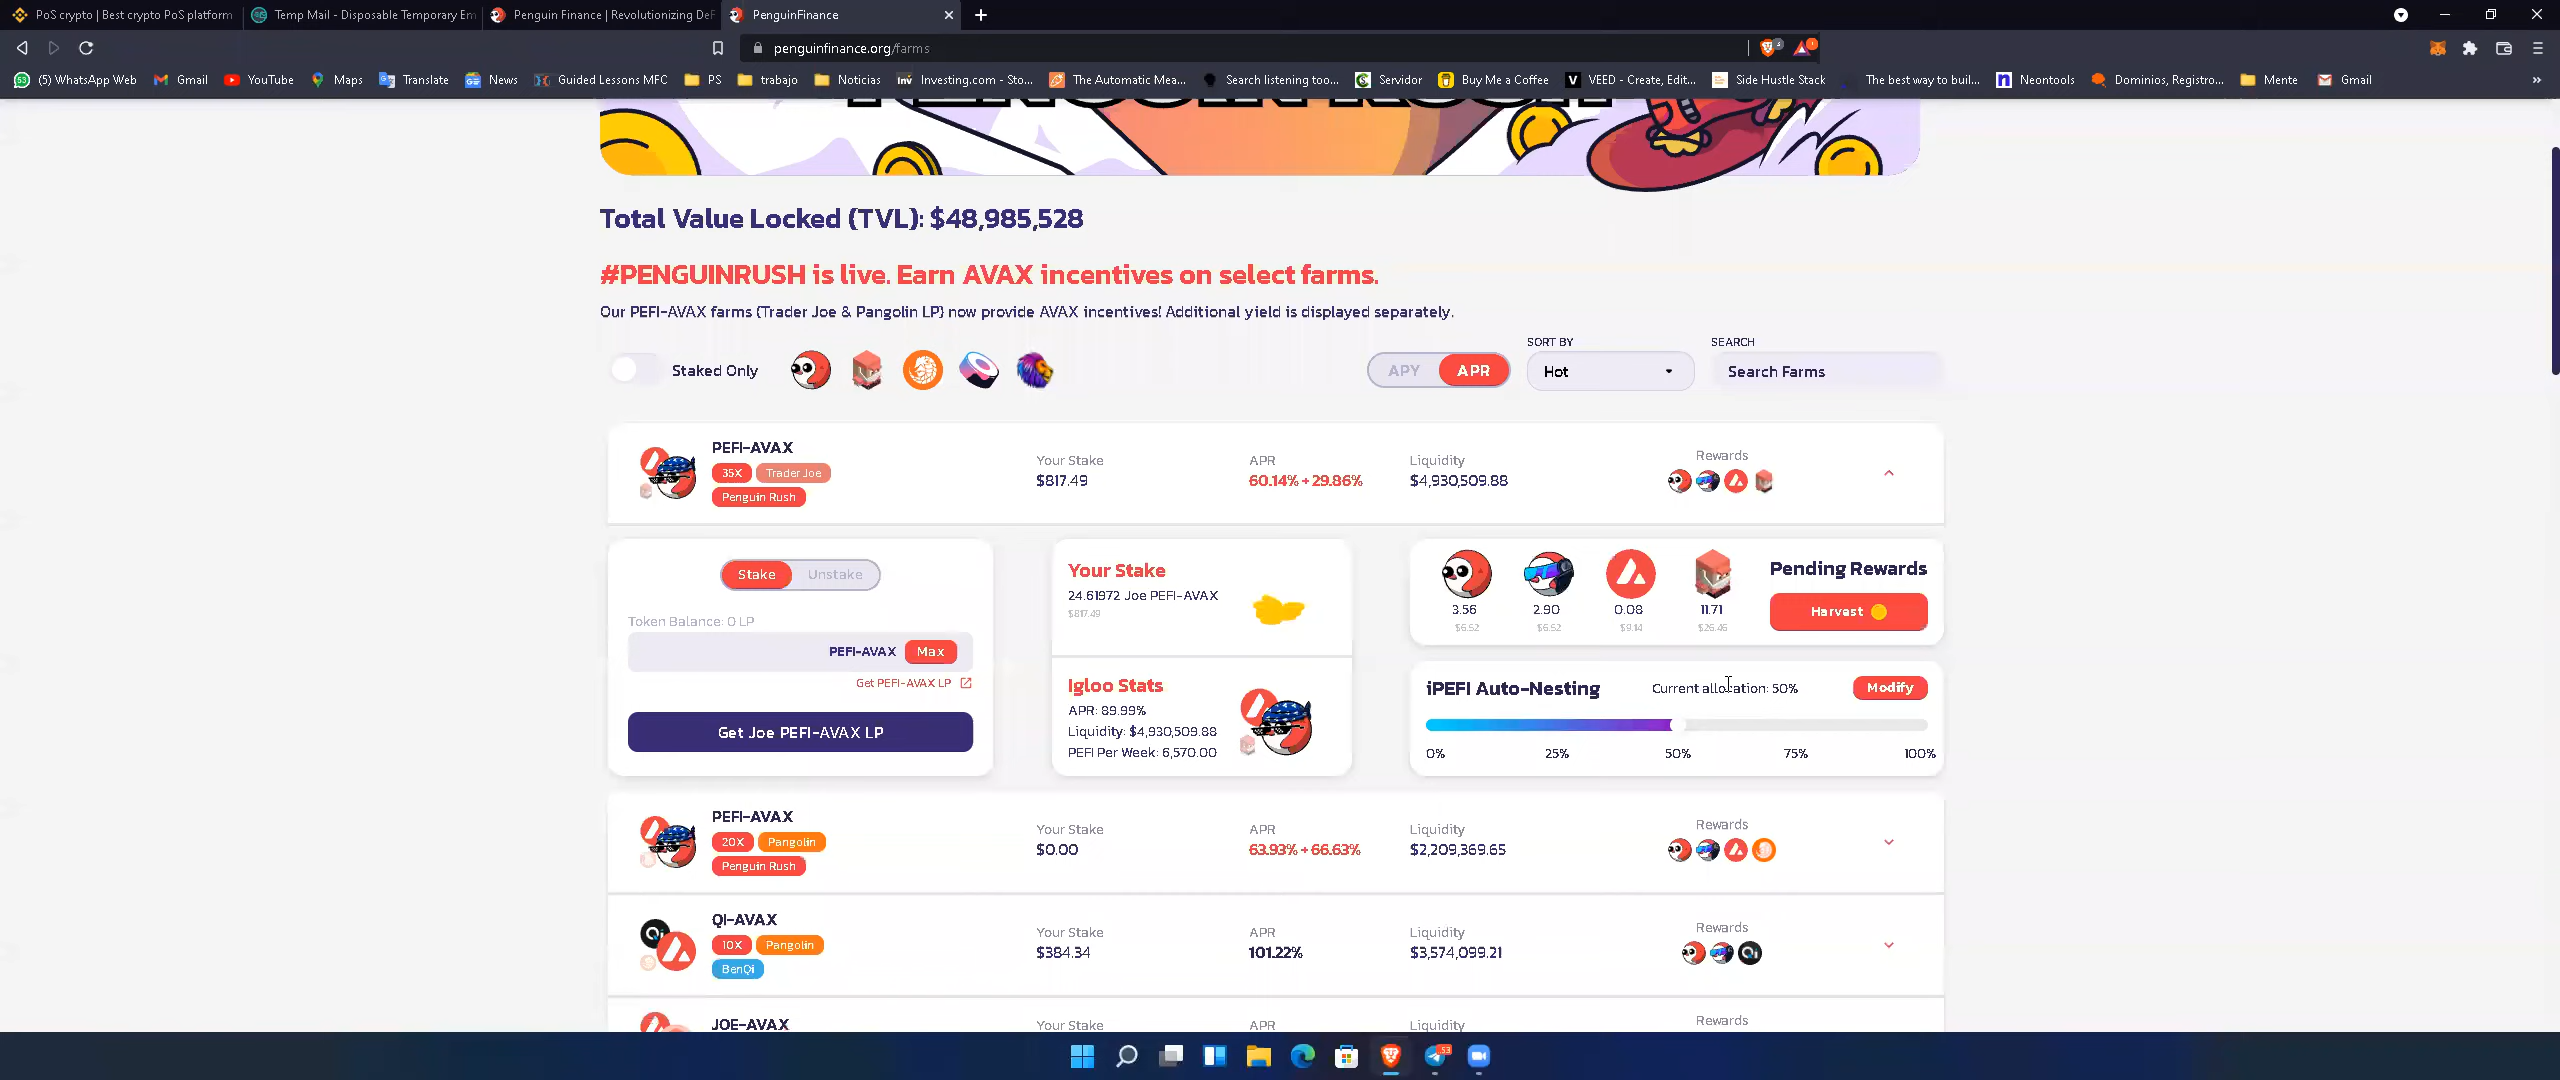 PoS crypto | Best crypto PoS platform
Temp Mail - Disposable Temporary Em
Penguin Finance | Revolutionizing DeF
PenguinFinance
penguinfinance.org/farms
(5) WhatsApp Web
Gmail
YouTube
Maps
Translate
News
Guided Lessons MFC
PS
trabajo
Noticias
Investing.com - Sto...
The Automatic Mea...
Search listening too...
Servidor
Buy Me a Coffee
VEED - Create, Edit...
Side Hustle Stack
The best way to buil...
Neontools
Dominios, Registro...
Mente
Gmail
Total Value Locked (TVL): $48,985,528
#PENGUINRUSH is live. Earn AVAX incentives on select farms.
Our PEFI-AVAX farms (Trader Joe & Pangolin LP) now provide AVAX incentives! Additional yield is displayed separately.
Staked Only
APY
APR
SORT BY
Hot
SEARCH
Search Farms
PEFI-AVAX
35X
Trader Joe
Penguin Rush
Your Stake
$817.49
APR
60.14% + 29.86%
Liquidity
$4,930,509.88
Rewards
Stake
Unstake
Token Balance: 0 LP
PEFI-AVAX
Max
Get PEFI-AVAX LP
Get Joe PEFI-AVAX LP
Your Stake
24.61972 Joe PEFI-AVAX
$817.49
Igloo Stats
APR: 89.99%
Liquidity: $4,930,509.88
PEFI Per Week: 6,570.00
3.56
2.90
0.08
11.71
$6.52
$6.52
$9.14
$26.46
Pending Rewards
Harvest
iPEFI Auto-Nesting
Current allocation: 50%
Modify
0%
25%
50%
75%
100%
PEFI-AVAX
20X
Pangolin
Penguin Rush
Your Stake
$0.00
APR
63.93% + 66.63%
Liquidity
$2,209,369.65
Rewards
QI-AVAX
10X
Pangolin
BenQi
Your Stake
$384.34
APR
101.22%
Liquidity
$3,574,099.21
Rewards
JOE-AVAX
Your Stake
APR
Liquidity
Rewards
53